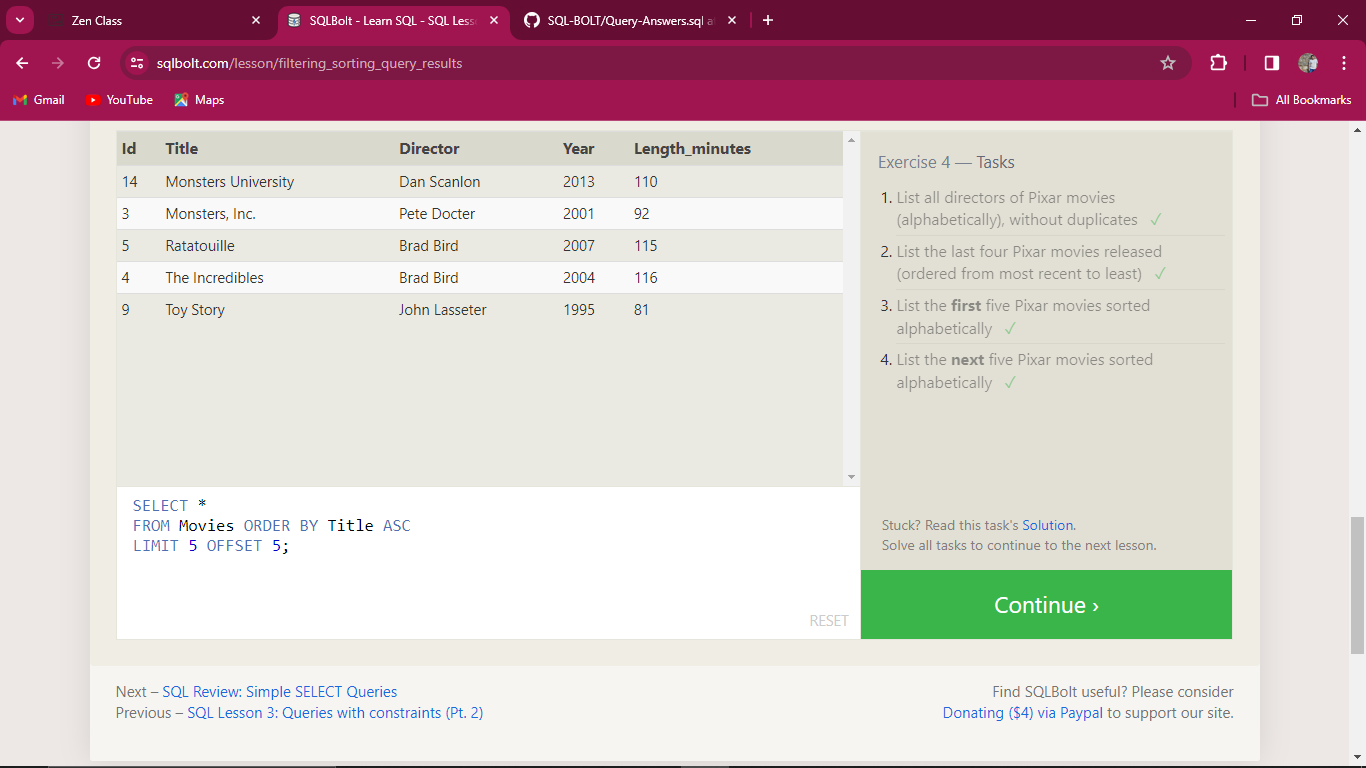 Zen Class
SQLBolt - Learn SQL - SQL Less
SQL-BOLT/Query-Answers.sql a
sqlbolt.com/lesson/filtering_sorting_query_results
Gmail
YouTube
Maps
All Bookmarks
Id Title Director Year Length_minutes
14 Monsters University Dan Scanlon 2013 110
3 Monsters, Inc. Pete Docter 2001 92
5 Ratatouille Brad Bird 2007 115
4 The Incredibles Brad Bird 2004 116
9 Toy Story John Lasseter 1995 81
SELECT *
FROM Movies ORDER BY Title ASC
LIMIT 5 OFFSET 5;
RESET
Exercise 4 — Tasks
1. List all directors of Pixar movies
(alphabetically), without duplicates ✓
2. List the last four Pixar movies released
(ordered from most recent to least) ✓
3. List the first five Pixar movies sorted
alphabetically ✓
4. List the next five Pixar movies sorted
alphabetically ✓
Stuck? Read this task's Solution.
Solve all tasks to continue to the next lesson.
Continue ›
Next – SQL Review: Simple SELECT Queries
Previous – SQL Lesson 3: Queries with constraints (Pt. 2)
Find SQLBolt useful? Please consider
Donating ($4) via Paypal to support our site.